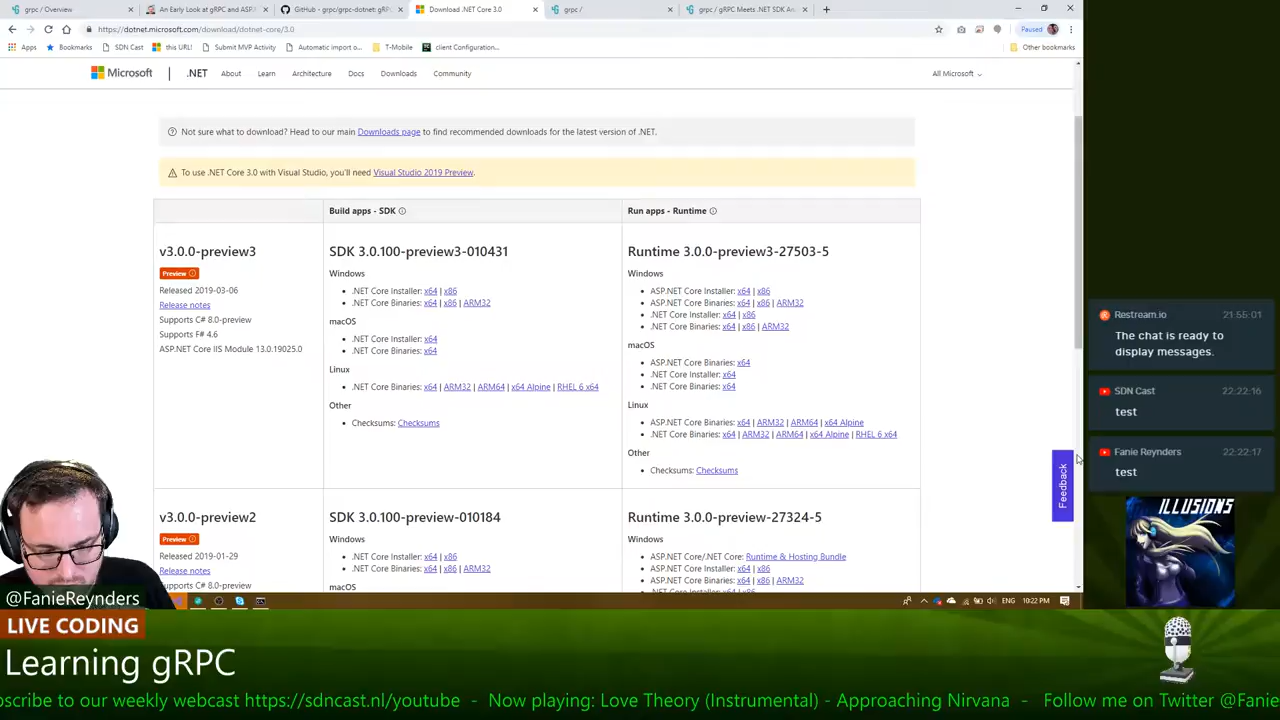 grpc / Overview
An Early Look at gRPC and ASP.N
GitHub - grpc/grpc-dotnet: gRP
Download .NET Core 3.0
grpc /
grpc / gRPC Meets .NET SDK An
https://dotnet.microsoft.com/download/dotnet-core/3.0
Paused
Apps
Bookmarks
SDN Cast
this URL!
Submit MVP Activity
Automatic import o...
T-Mobile
client Configuration...
Other bookmarks
Microsoft | .NET About Learn Architecture Docs Downloads Community All Microsoft
Not sure what to download? Head to our main Downloads page to find recommended downloads for the latest version of .NET.
To use .NET Core 3.0 with Visual Studio, you'll need Visual Studio 2019 Preview.
Build apps - SDK
Run apps - Runtime
v3.0.0-preview3
Preview
Released 2019-03-06
Release notes
Supports C# 8.0-preview
Supports F# 4.6
ASP.NET Core IIS Module 13.0.19025.0
SDK 3.0.100-preview3-010431
Windows
.NET Core Installer: x64 | x86
.NET Core Binaries: x64 | x86 | ARM32
macOS
.NET Core Installer: x64
.NET Core Binaries: x64
Linux
.NET Core Binaries: x64 | ARM32 | ARM64 | x64 Alpine | RHEL 6 x64
Other
Checksums: Checksums
Runtime 3.0.0-preview3-27503-5
Windows
ASP.NET Core Installer: x64 | x86
ASP.NET Core Binaries: x64 | x86 | ARM32
.NET Core Installer: x64 | x86
.NET Core Binaries: x64 | x86 | ARM32
macOS
ASP.NET Core Binaries: x64
.NET Core Installer: x64
.NET Core Binaries: x64
Linux
ASP.NET Core Binaries: x64 | ARM32 | ARM64 | x64 Alpine
.NET Core Binaries: x64 | ARM32 | ARM64 | x64 Alpine | RHEL 6 x64
Other
Checksums: Checksums
v3.0.0-preview2
Preview
Released 2019-01-29
Release notes
Supports C# 8.0-preview
SDK 3.0.100-preview-010184
Windows
.NET Core Installer: x64 | x86
.NET Core Binaries: x64 | x86 | ARM32
macOS
Runtime 3.0.0-preview-27324-5
Windows
ASP.NET Core/.NET Core: Runtime & Hosting Bundle
ASP.NET Core Installer: x64 | x86
ASP.NET Core Binaries: x64 | x86 | ARM32
Feedback
ENG 10:22 PM
Restream.io 21:55:01
The chat is ready to
display messages.
SDN Cast 22:22:16
test
Fanie Reynders 22:22:17
test
ILLUSIONS
@FanieReynders
LIVE CODING
Learning gRPC
oscribe to our weekly webcast https://sdncast.nl/youtube - Now playing: Love Theory (Instrumental) - Approaching Nirvana - Follow me on Twitter @Fanie